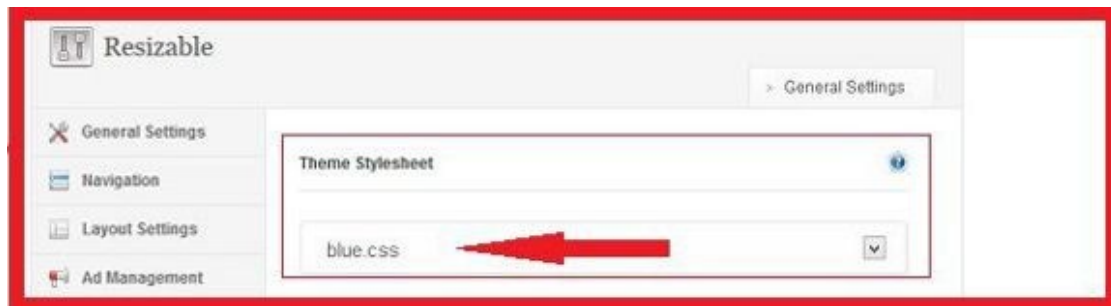 Resizable
> General Settings
General Settings
Navigation
Layout Settings
Ad Management
Theme Stylesheet
blue.css